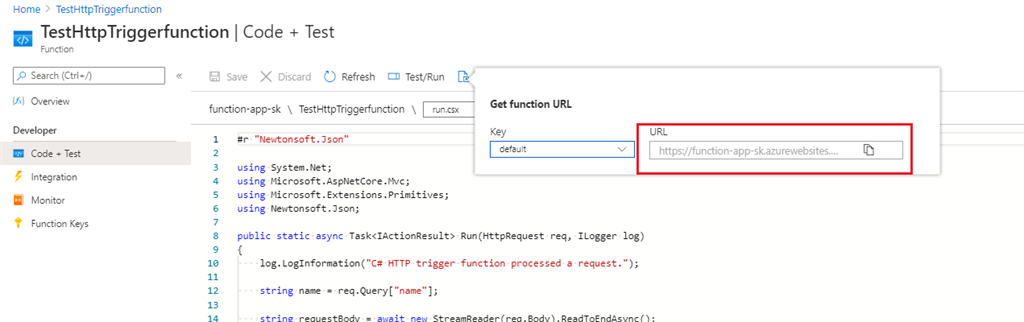 Home > TestHttpTriggerfunction
TestHttpTriggerfunction | Code + Test
Function
Search (Ctrl+/)
«
Save Discard Refresh Test/Run
Overview
Developer
Code + Test
Integration
Monitor
Function Keys
function-app-sk \ TestHttpTriggerfunction \ run.csx
Get function URL
Key
default
URL
https://function-app-sk.azurewebsites....
1 #r "Newtonsoft.Json"
2
3 using System.Net;
4 using Microsoft.AspNetCore.Mvc;
5 using Microsoft.Extensions.Primitives;
6 using Newtonsoft.Json;
7
8 public static async Task<IActionResult> Run(HttpRequest req, ILogger log)
9 {
10 log.LogInformation("C# HTTP trigger function processed a request.");
11
12 string name = req.Query["name"];
13
14 string requestBody = await new StreamReader(req.Body).ReadToEndAsync();